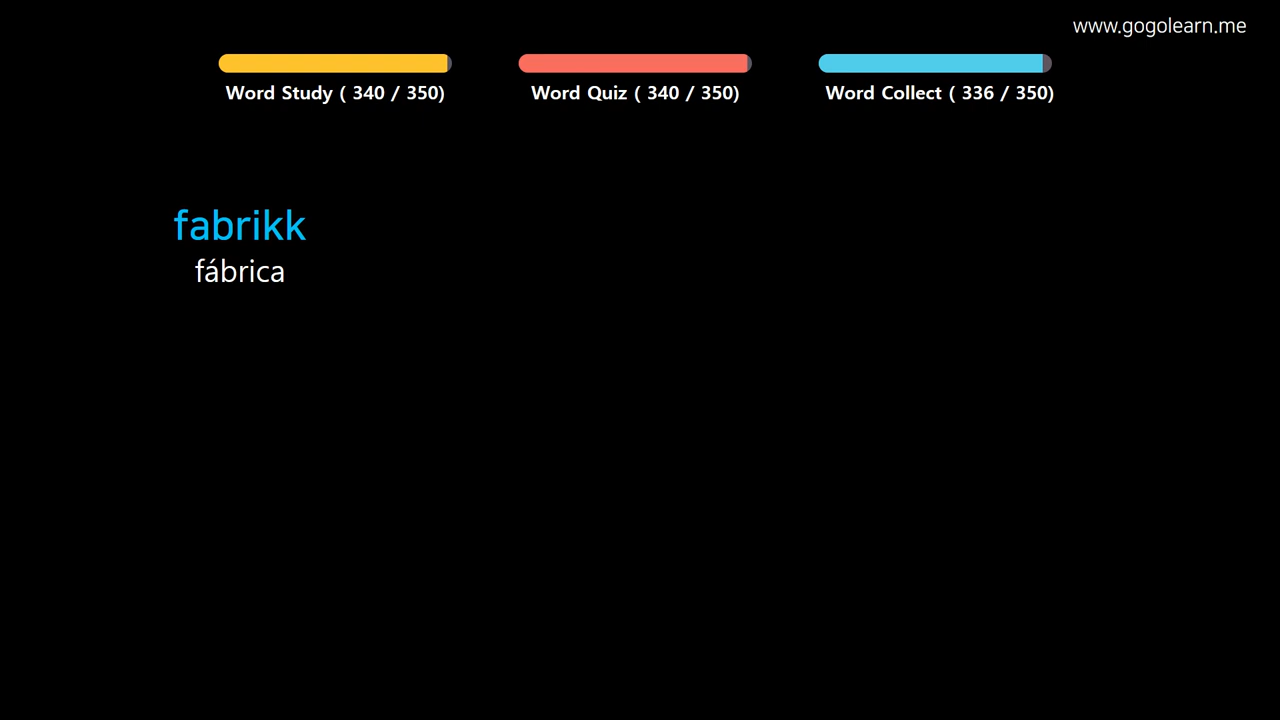 www.gogolearn.me
Word Study ( 340 / 350)
Word Quiz ( 340 / 350)
Word Collect ( 336 / 350)
fabrikk
fábrica